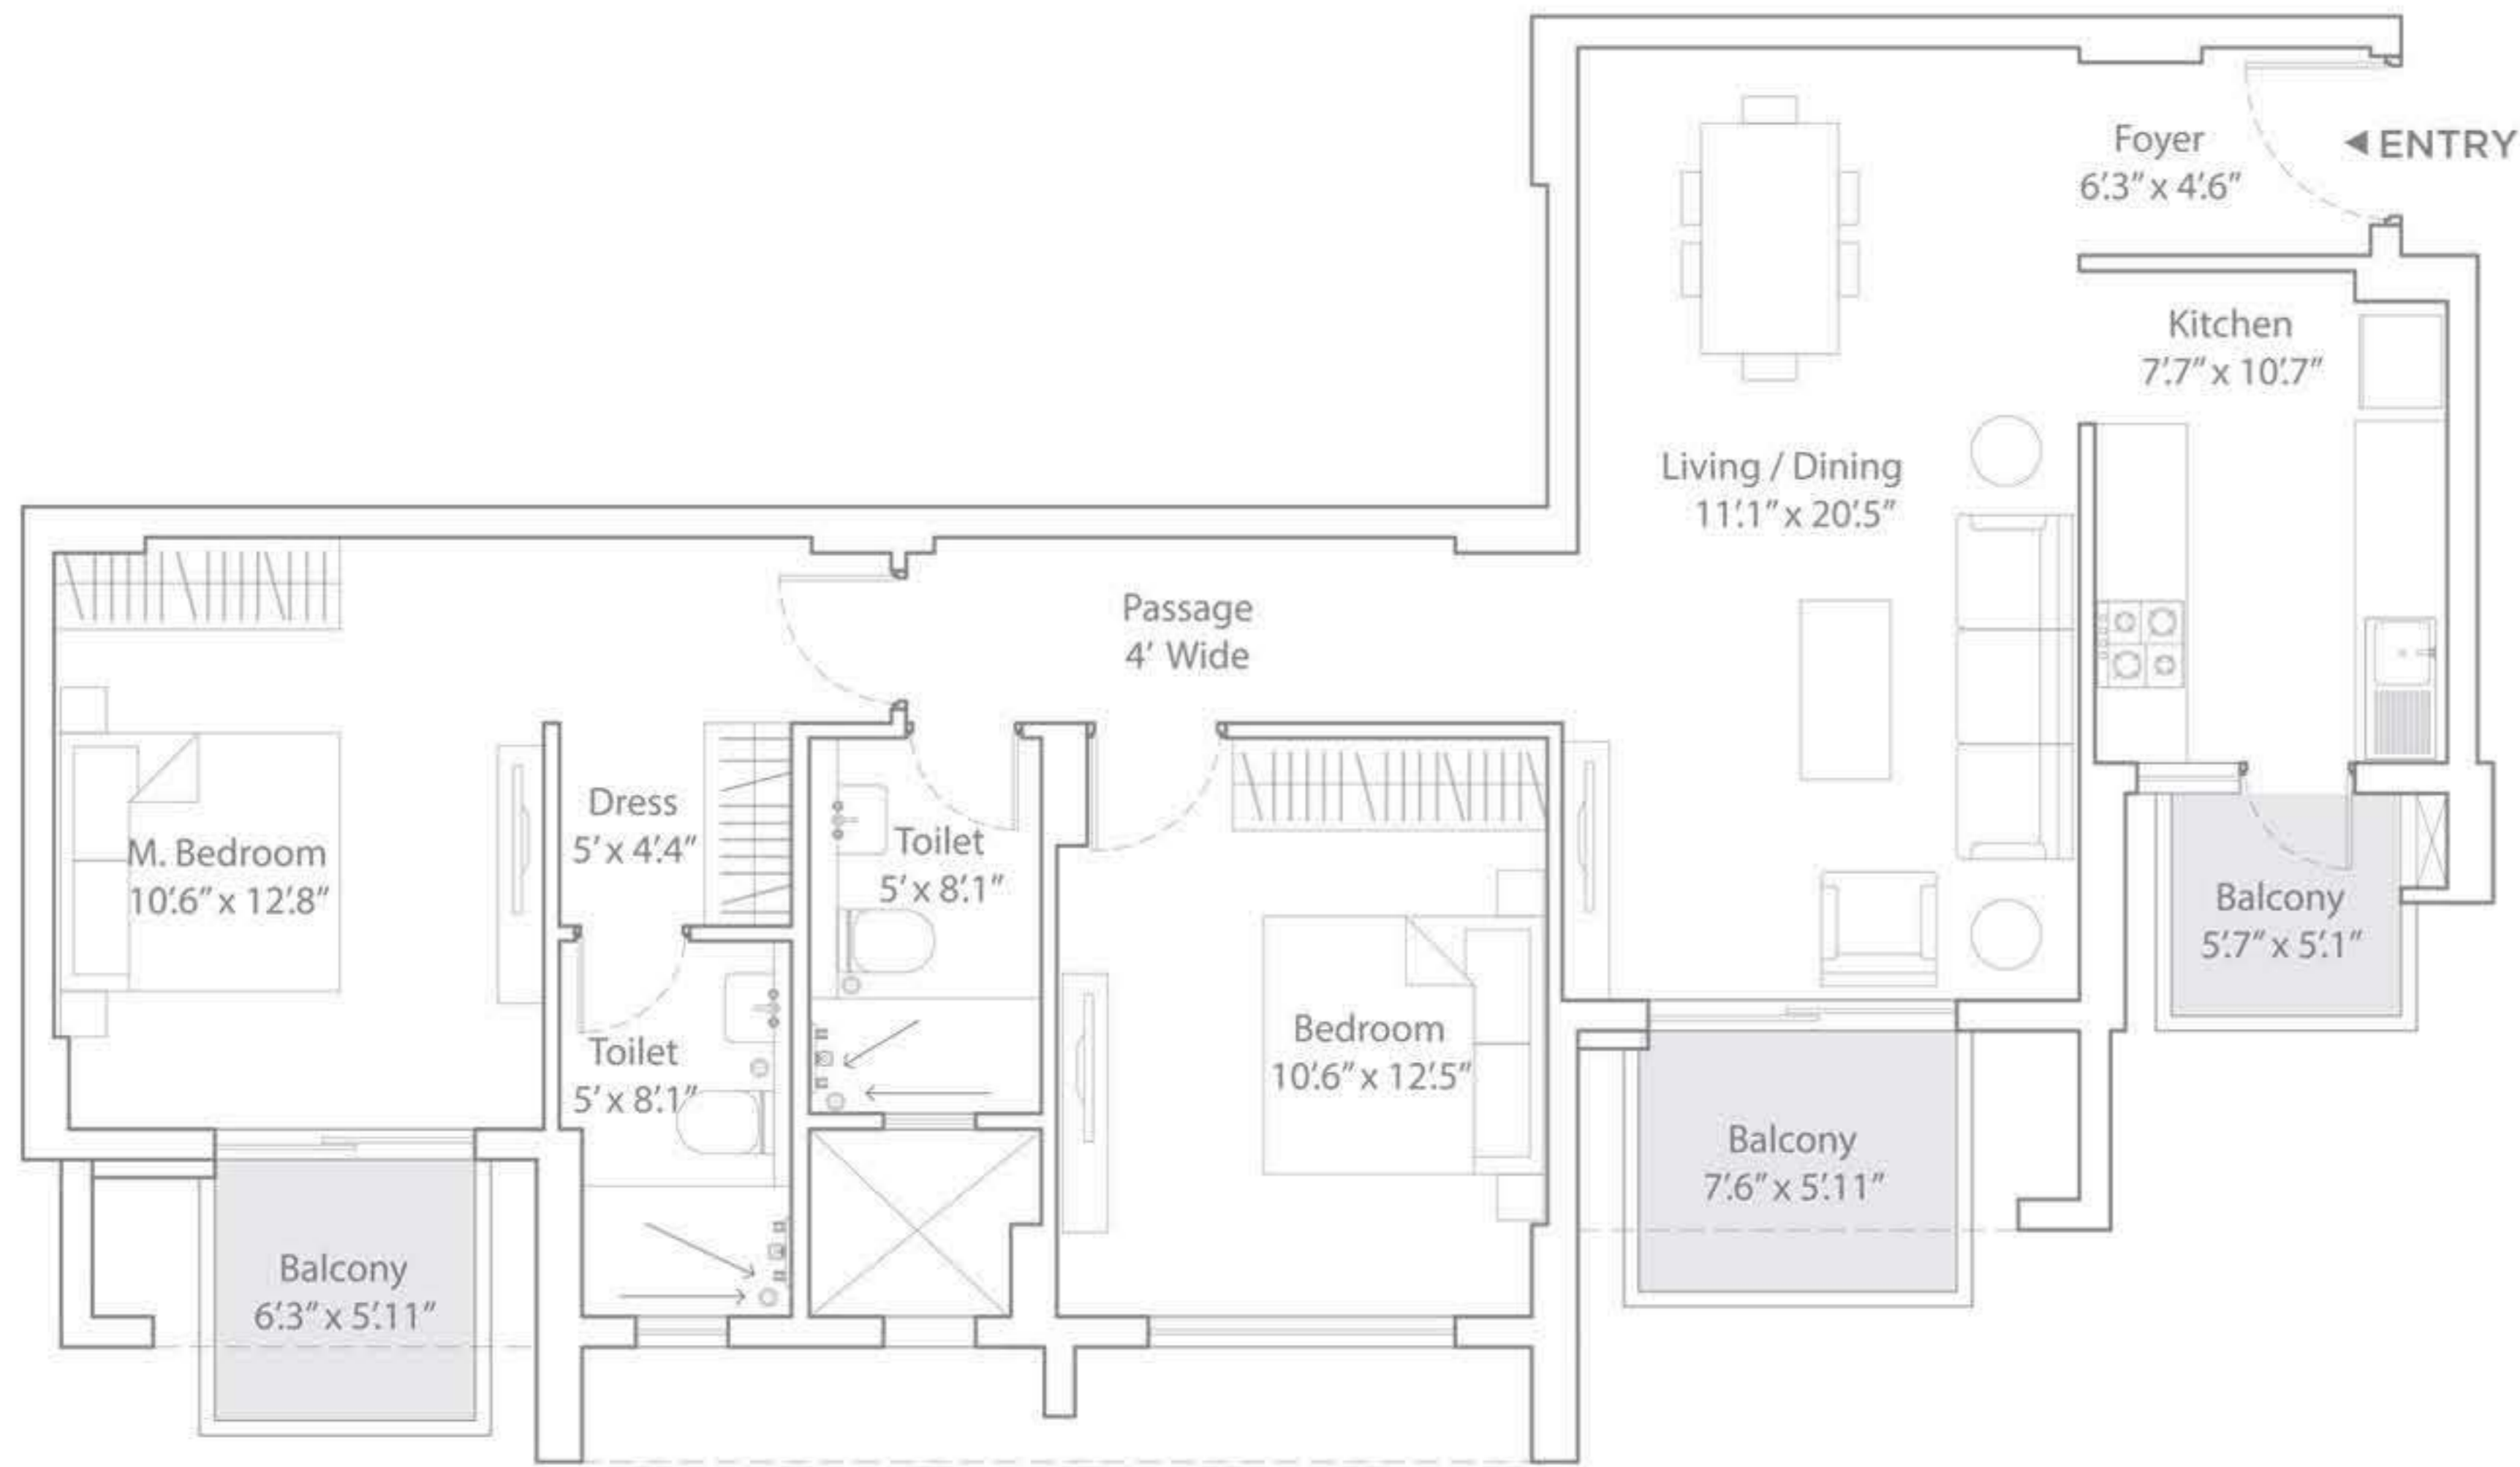 Foyer
6'.3" x 4'.6"
ENTRY
Kitchen
7'.7" x 10'.7"
Living / Dining
11'.1" x 20'.5"
Passage
4' Wide
Dress
5' x 4'.4"
M. Bedroom
10'.6" x 12'.8"
Toilet
5' x 8'.1"
Balcony
5'.7" x 5'.1"
Toilet
5' x 8'.1"
Bedroom
10'.6" x 12'.5"
Balcony
7'.6" x 5'.11"
Balcony
6'.3" x 5'.11"